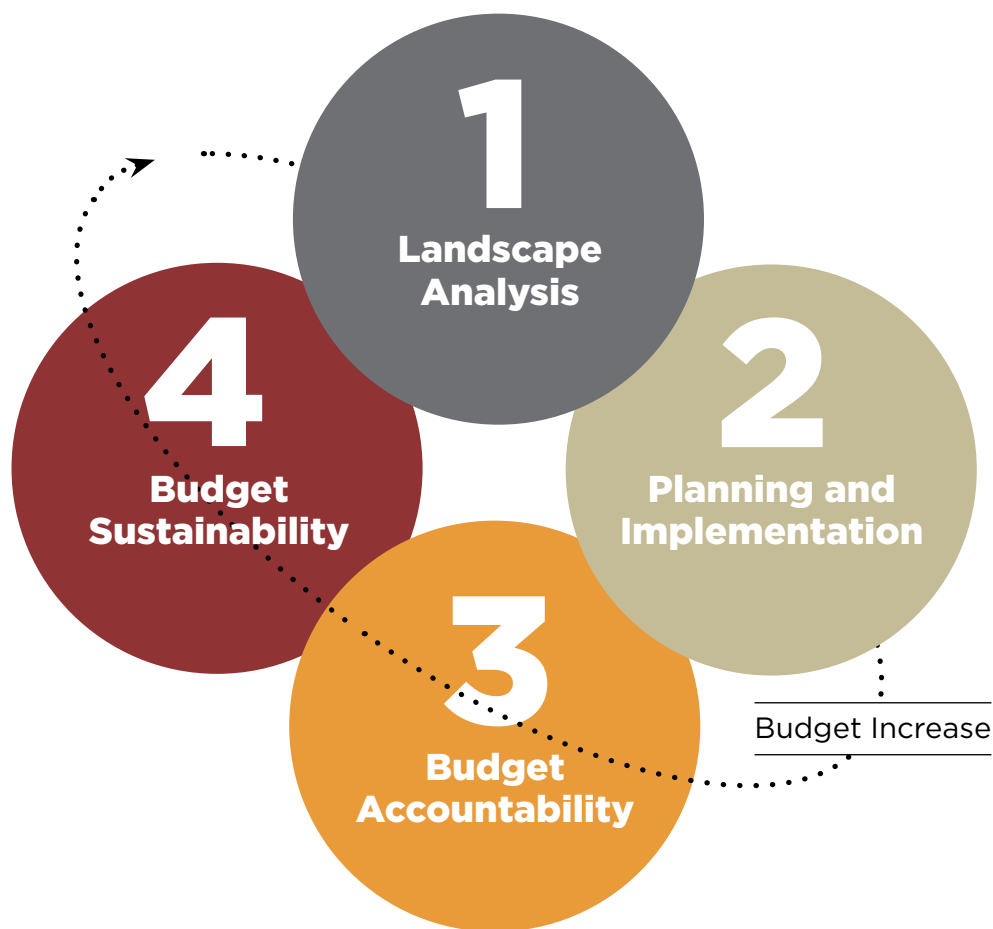 1
Landscape
Analysis
2
Planning and
Implementation
Budget Increase
3
Budget
Accountability
4
Budget
Sustainability